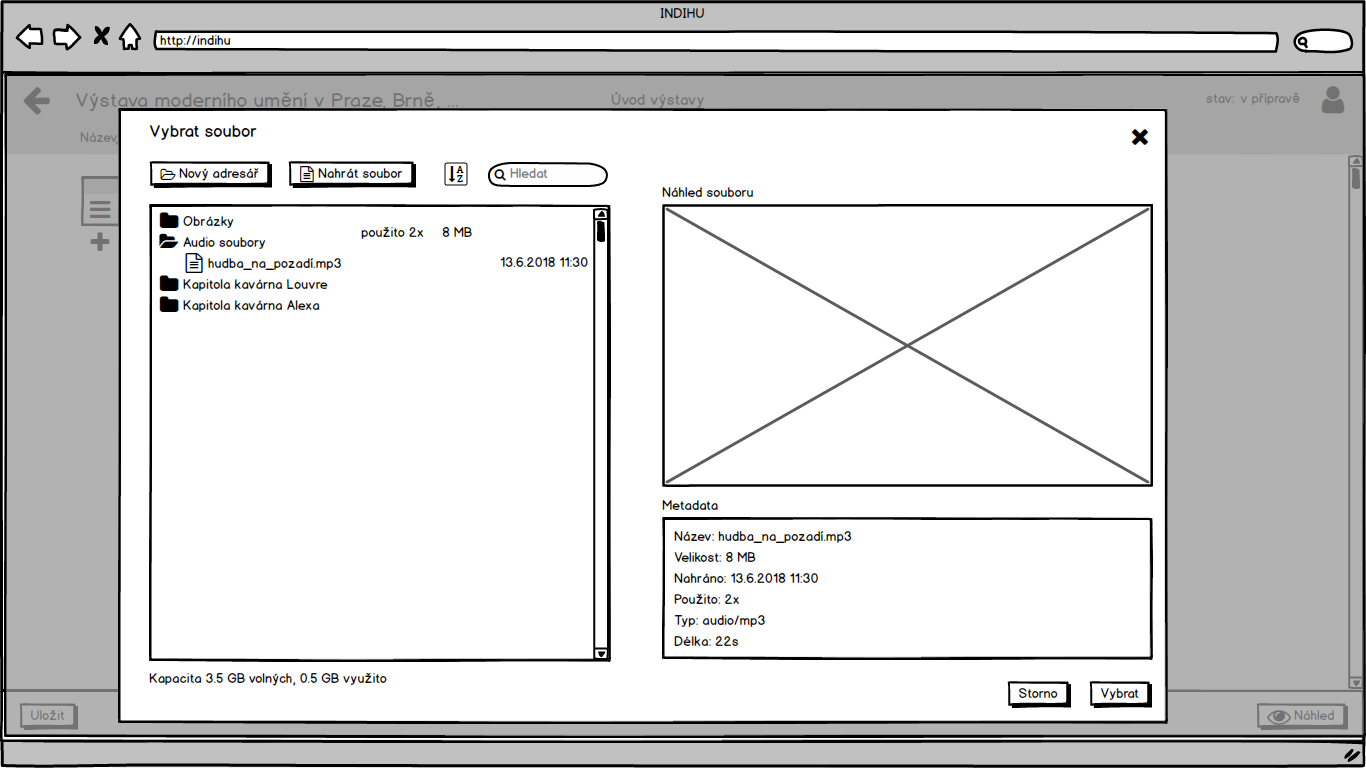 INDIHU
http://indihu
Výstava moderního umění v Praze, Brně, ...
Úvod výstavy
stav: v přípravě
Název,
Vybrat soubor
Nový adresář
Nahrát soubor
Hledat
Obrázky
Audio soubory
použito 2x 8 MB
hudba_na_pozadí.mp3 13.6.2018 11:30
Kapitola kavárna Louvre
Kapitola kavárna Alexa
Kapacita 3.5 GB volných, 0.5 GB využito
Náhled souboru
Metadata
Název: hudba_na_pozadí.mp3
Velikost: 8 MB
Nahráno: 13.6.2018 11:30
Použito: 2x
Typ: audio/mp3
Délka: 22s
Storno
Vybrat
Uložit
Náhled